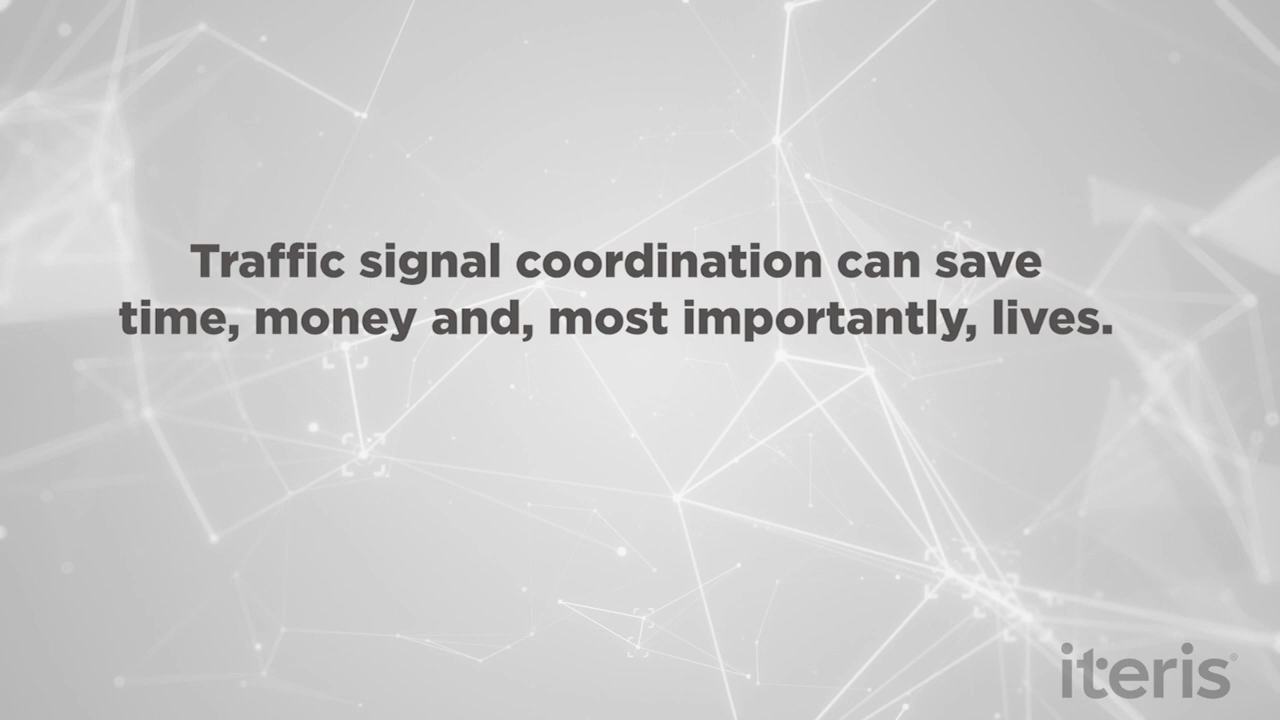 Traffic signal coordination can save
time, money and, most importantly, lives.
iteris®